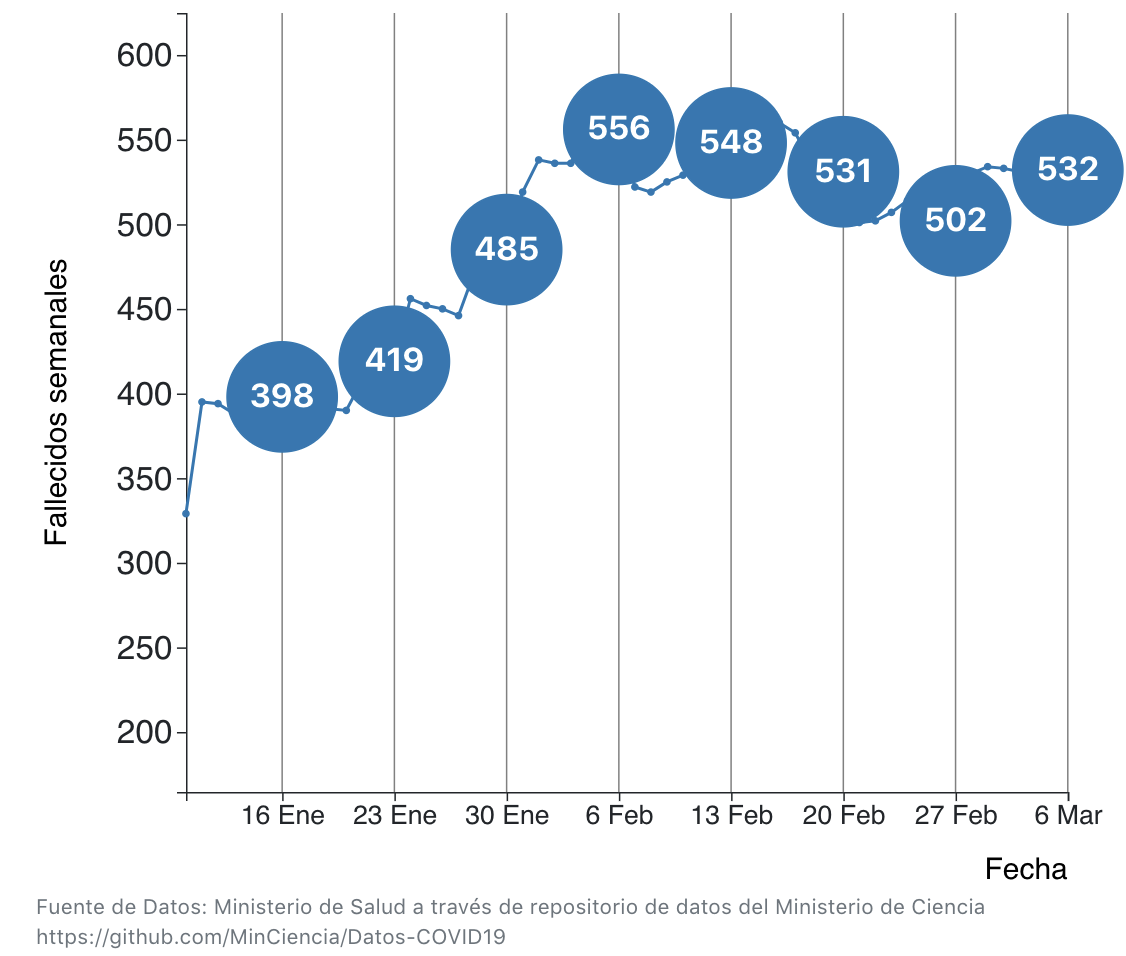 600
550
500
450
400
350
300
250
200
Fallecidos semanales
398
419
485
556
548
531
502
532
16 Ene
23 Ene
30 Ene
6 Feb
13 Feb
20 Feb
27 Feb
6 Mar
Fecha
Fuente de Datos: Ministerio de Salud a través de repositorio de datos del Ministerio de Ciencia
https://github.com/MinCiencia/Datos-COVID19